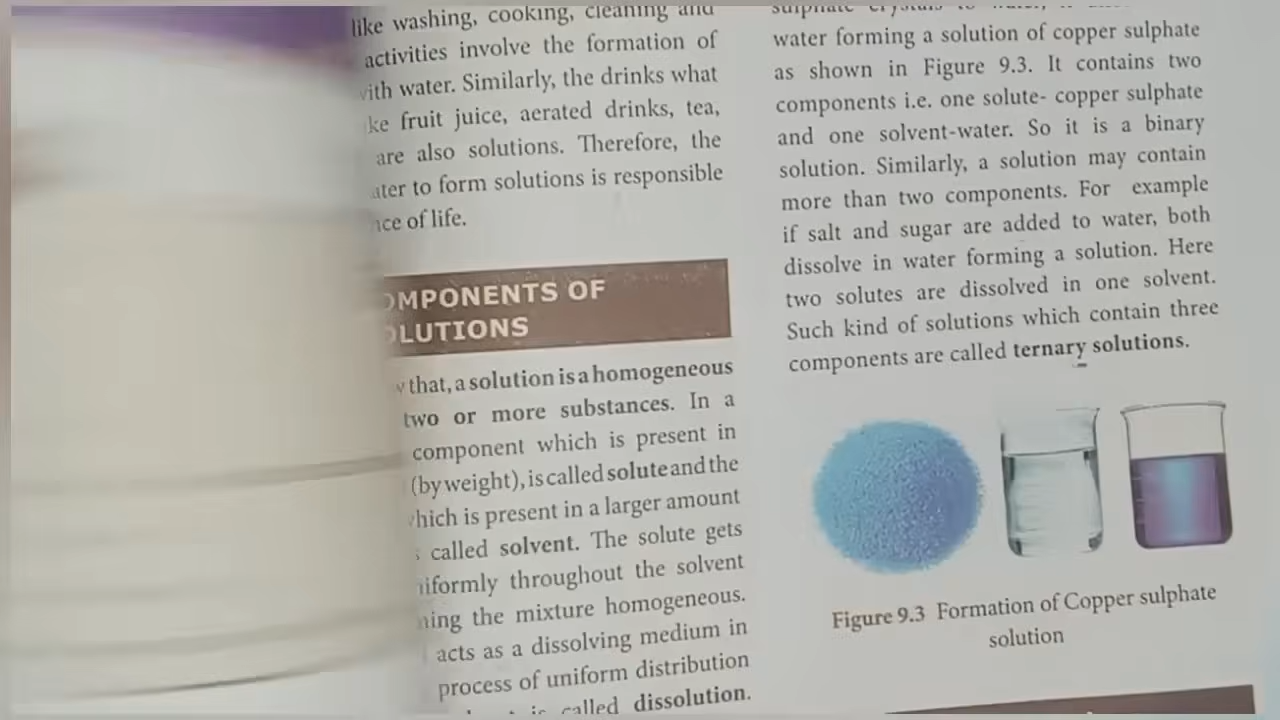 like washing, cooking, cleaning and
activities involve the formation of
with water. Similarly, the drinks what
fruit juice, aerated drinks, tea,
are also solutions. Therefore, the
to form solutions is responsible
of life.
OMPONENTS OF
OLUTIONS
that, a solution is a homogeneous
two or more substances. In a
component which is present in
(by weight), is called solute and the
which is present in a larger amount
called solvent. The solute gets
throughout the solvent
the mixture homogeneous.
acts as a dissolving medium in
process of uniform distribution
is called dissolution.
sulphate crystals to water,
water forming a solution of copper sulphate
as shown in Figure 9.3. It contains two
components i.e. one solute- copper sulphate
and one solvent-water. So it is a binary
solution. Similarly, a solution may contain
more than two components. For example
if salt and sugar are added to water, both
dissolve in water forming a solution. Here
two solutes are dissolved in one solvent.
Such kind of solutions which contain three
components are called ternary solutions.
Figure 9.3 Formation of Copper sulphate
solution